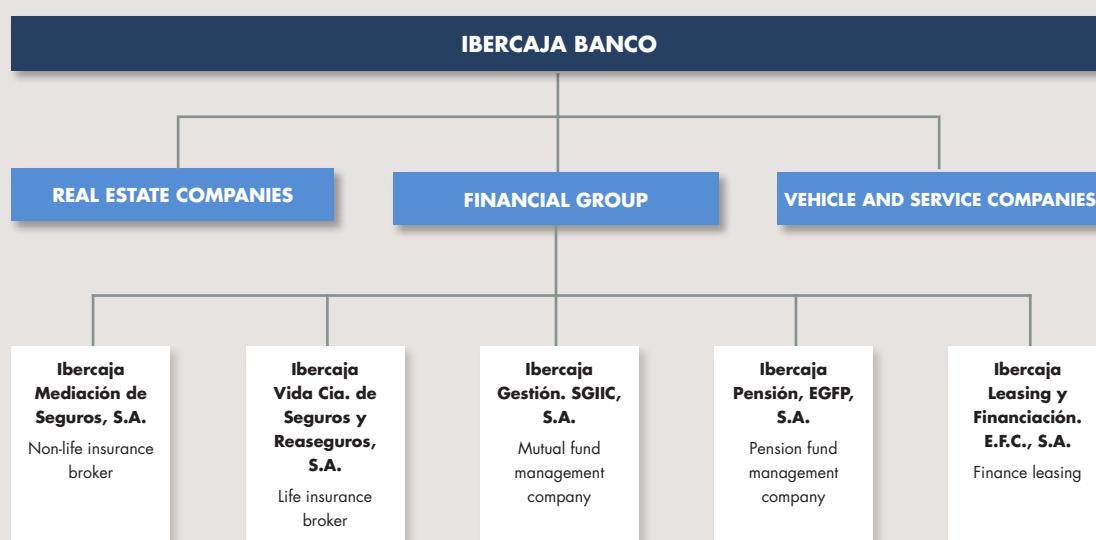 IBERCAJA BANCO
REAL ESTATE COMPANIES
FINANCIAL GROUP
VEHICLE AND SERVICE COMPANIES
Ibercaja
Mediación de
Seguros, S.A.
Non-life insurance
broker
Ibercaja
Vida Cia. de
Seguros y
Reaseguros,
S.A.
Life insurance
broker
Ibercaja
Gestión. SGIIC,
S.A.
Mutual fund
management
company
Ibercaja
Pensión, EGFP,
S.A.
Pension fund
management
company
Ibercaja
Leasing y
Financiación.
E.F.C., S.A.
Finance leasing